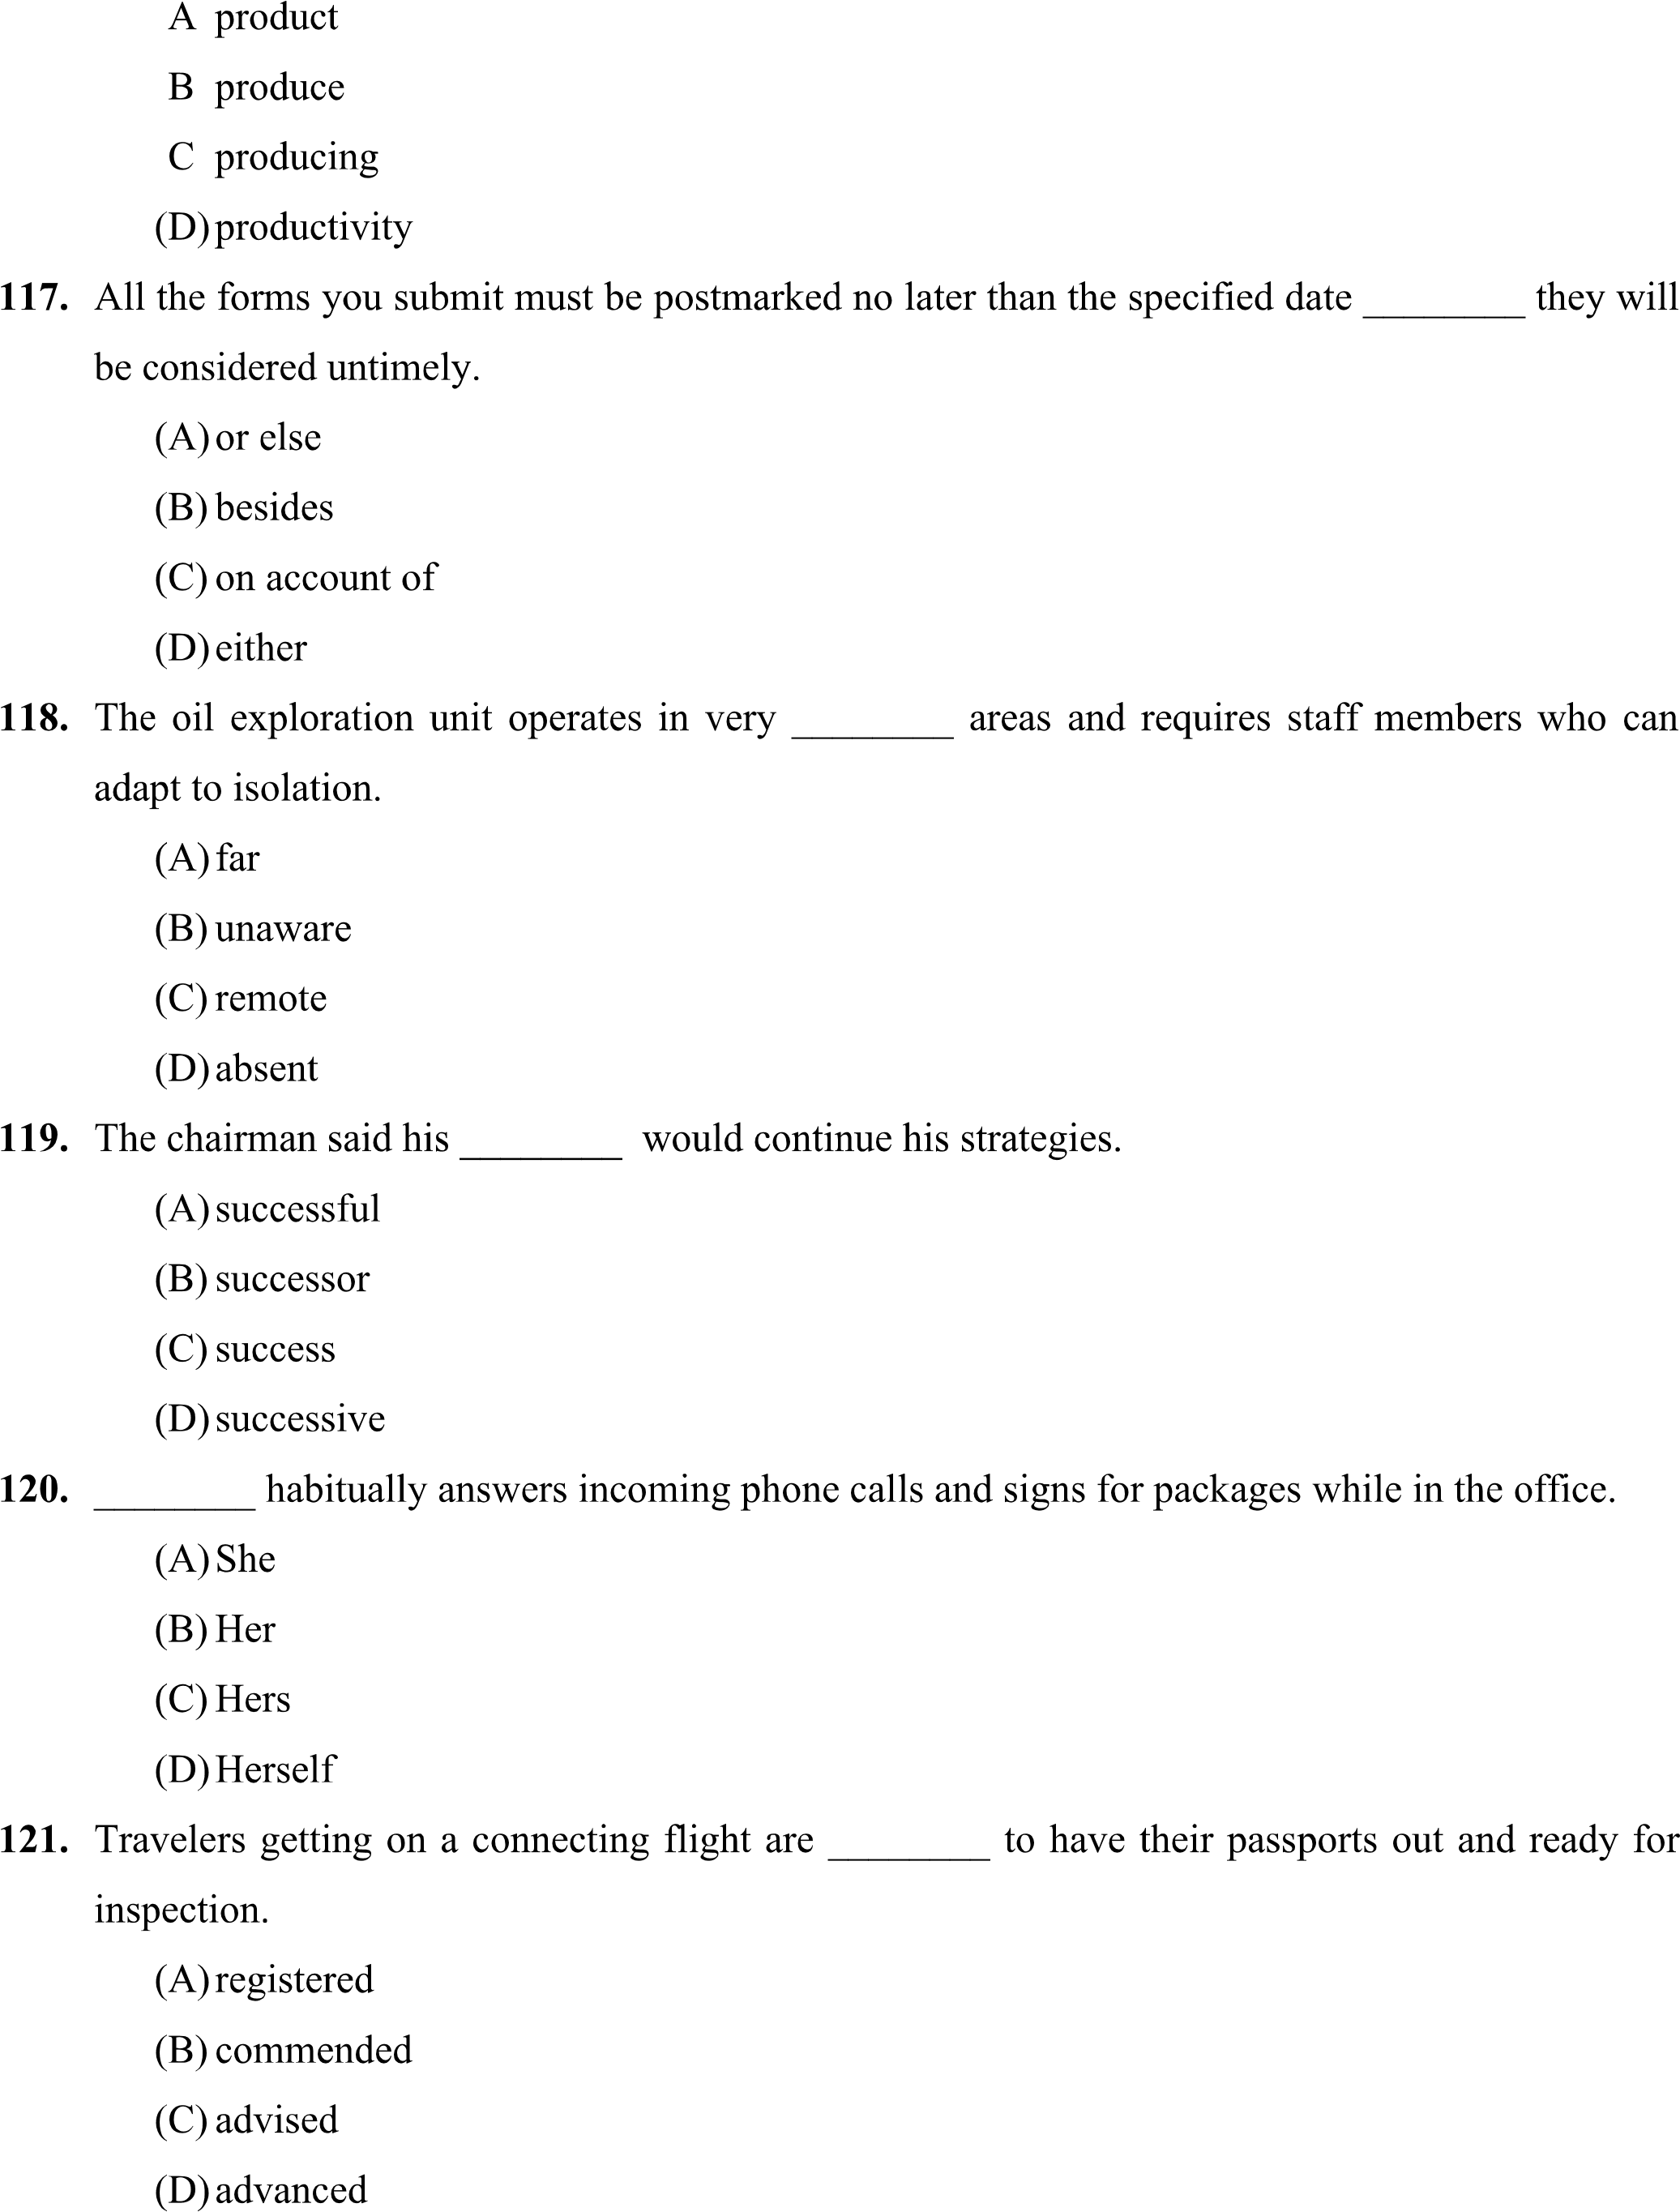 A product
B produce
C producing
(D) productivity
117. All the forms you submit must be postmarked no later than the specified date ________ they will
be considered untimely.
(A) or else
(B) besides
(C) on account of
(D) either
118. The oil exploration unit operates in very ________ areas and requires staff members who can
adapt to isolation.
(A) far
(B) unaware
(C) remote
(D) absent
119. The chairman said his ________ would continue his strategies.
(A) successful
(B) successor
(C) success
(D) successive
120. ________ habitually answers incoming phone calls and signs for packages while in the office.
(A) She
(B) Her
(C) Hers
(D) Herself
121. Travelers getting on a connecting flight are ________ to have their passports out and ready for
inspection.
(A) registered
(B) commended
(C) advised
(D) advanced